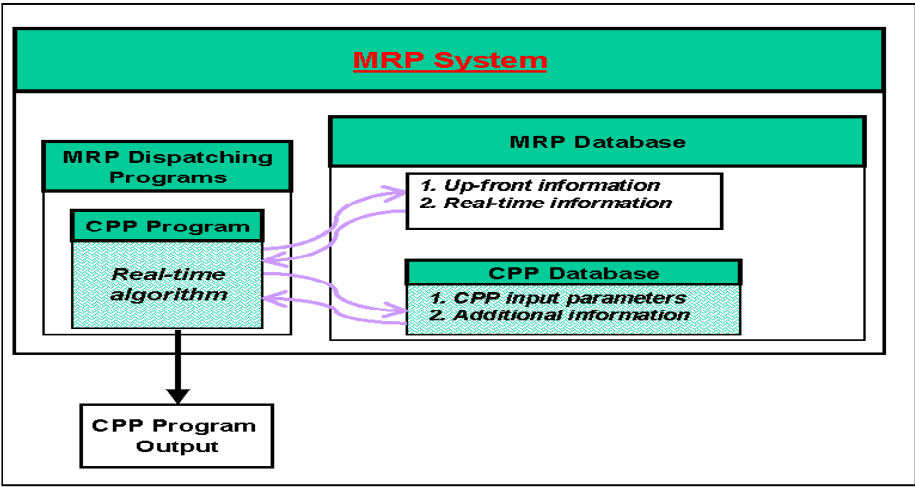 MRP System
MRP Dispatching
Programs
CPP Program
Real-time
algorithm
MRP Database
1. Up-front information
2. Real-time information
CPP Database
1. CPP input parameters
2. Additional information
CPP Program
Output